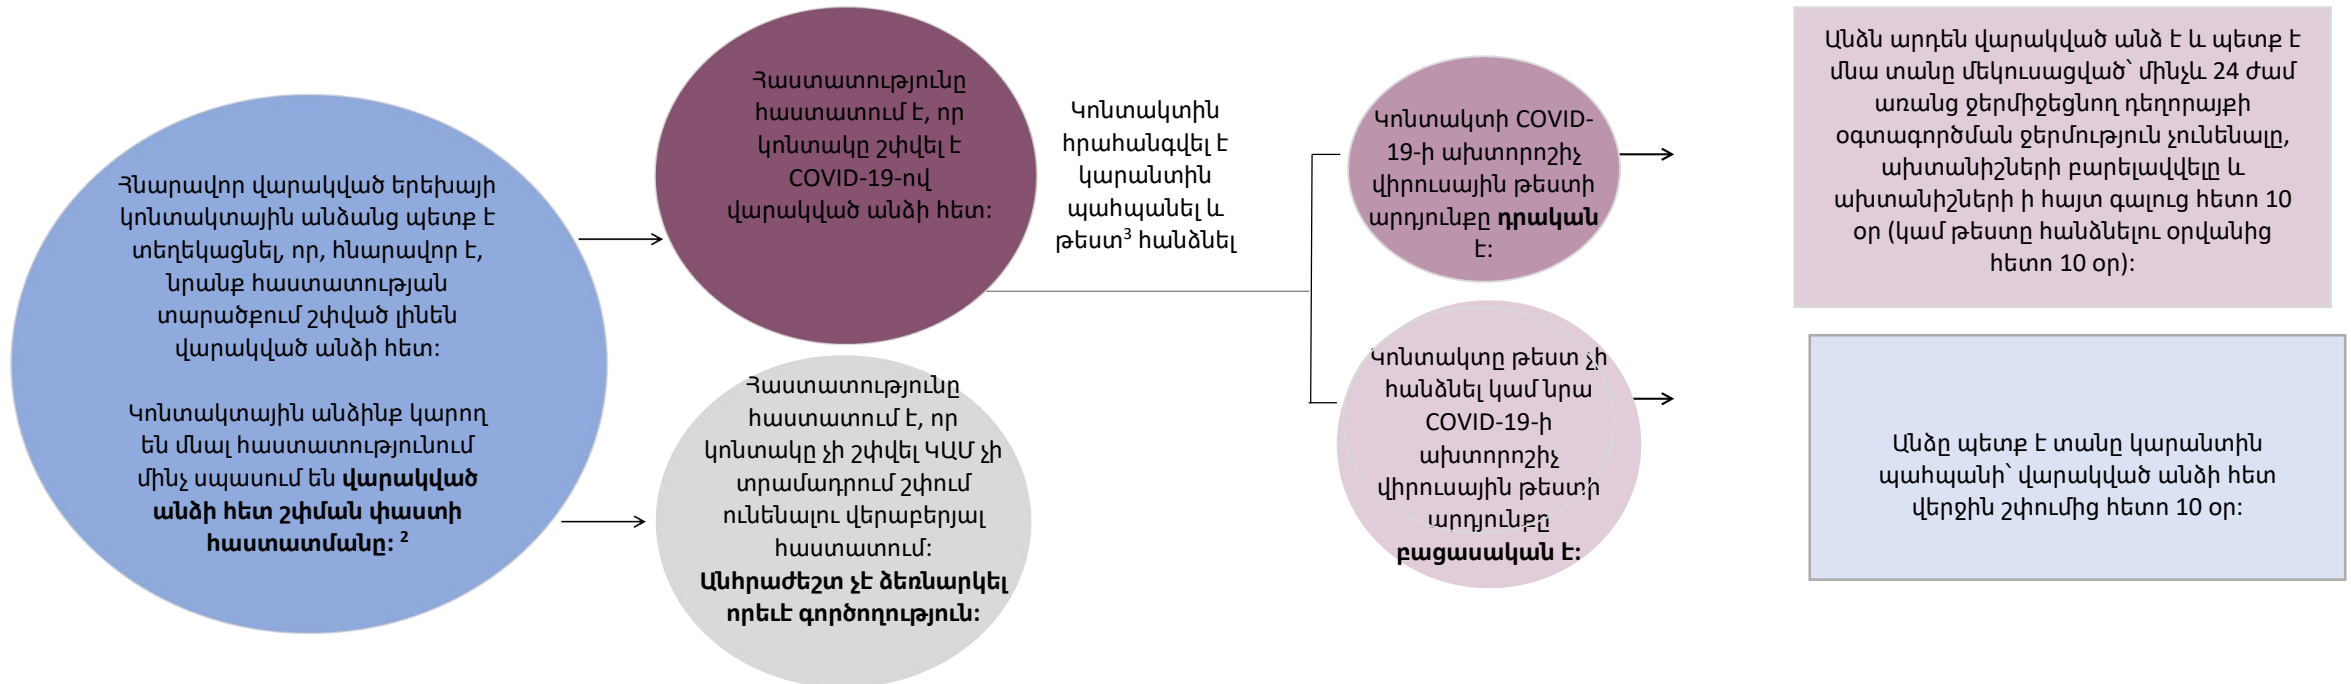 Հնարավոր վարակված երեխայի
կոնտակտային անձանց պետք է
տեղեկացնել, որ, հնարավոր է,
նրանք հաստատության
տարածքում շփված լինեն
վարակված անձի հետ:
Կոնտակտային անձինք կարող
են մնալ հաստատությունում
մինչ սպասում են վարակված
անձի հետ շփման փաստի
հաստատմանը: 2
Հաստատությունը
հաստատում է, որ
կոնտակը շփվել է
COVID-19-ով
վարակված անձի հետ:
Հաստատությունը
հաստատում է, որ
կոնտակը չի շփվել ԿԱՄ չի
տրամադրում շփում
ունենալու վերաբերյալ
հաստատում:
Անհրաժեշտ չէ ձեռնարկել
որեւէ գործողություն:
Կոնտակտին
հրահանգվել է
կարանտին
պահպանել և
թեստ3 հանձնել
Կոնտակտի COVID-
19-ի ախտորոշիչ
վիրուսային թեստի
արդյունքը դրական
է:
Կոնտակտը թեստ չի
հանձնել կամ նրա
COVID-19-ի
ախտորոշիչ
վիրուսային թեստի
արդյունքը
բացասական է:
Անձն արդեն վարակված անձ է և պետք է
մնա տանը մեկուսացված՝ մինչև 24 ժամ
առանց ջերմիջեցնող դեղորայքի
օգտագործման ջերմություն չունենալը,
ախտանիշների բարելավվելը և
ախտանիշների ի հայտ գալուց հետո 10
օր (կամ թեստը հանձնելու օրվանից
հետո 10 օր):
Անձը պետք է տանը կարանտին
պահպանի՝ վարակված անձի հետ
վերջին շփումից հետո 10 օր: